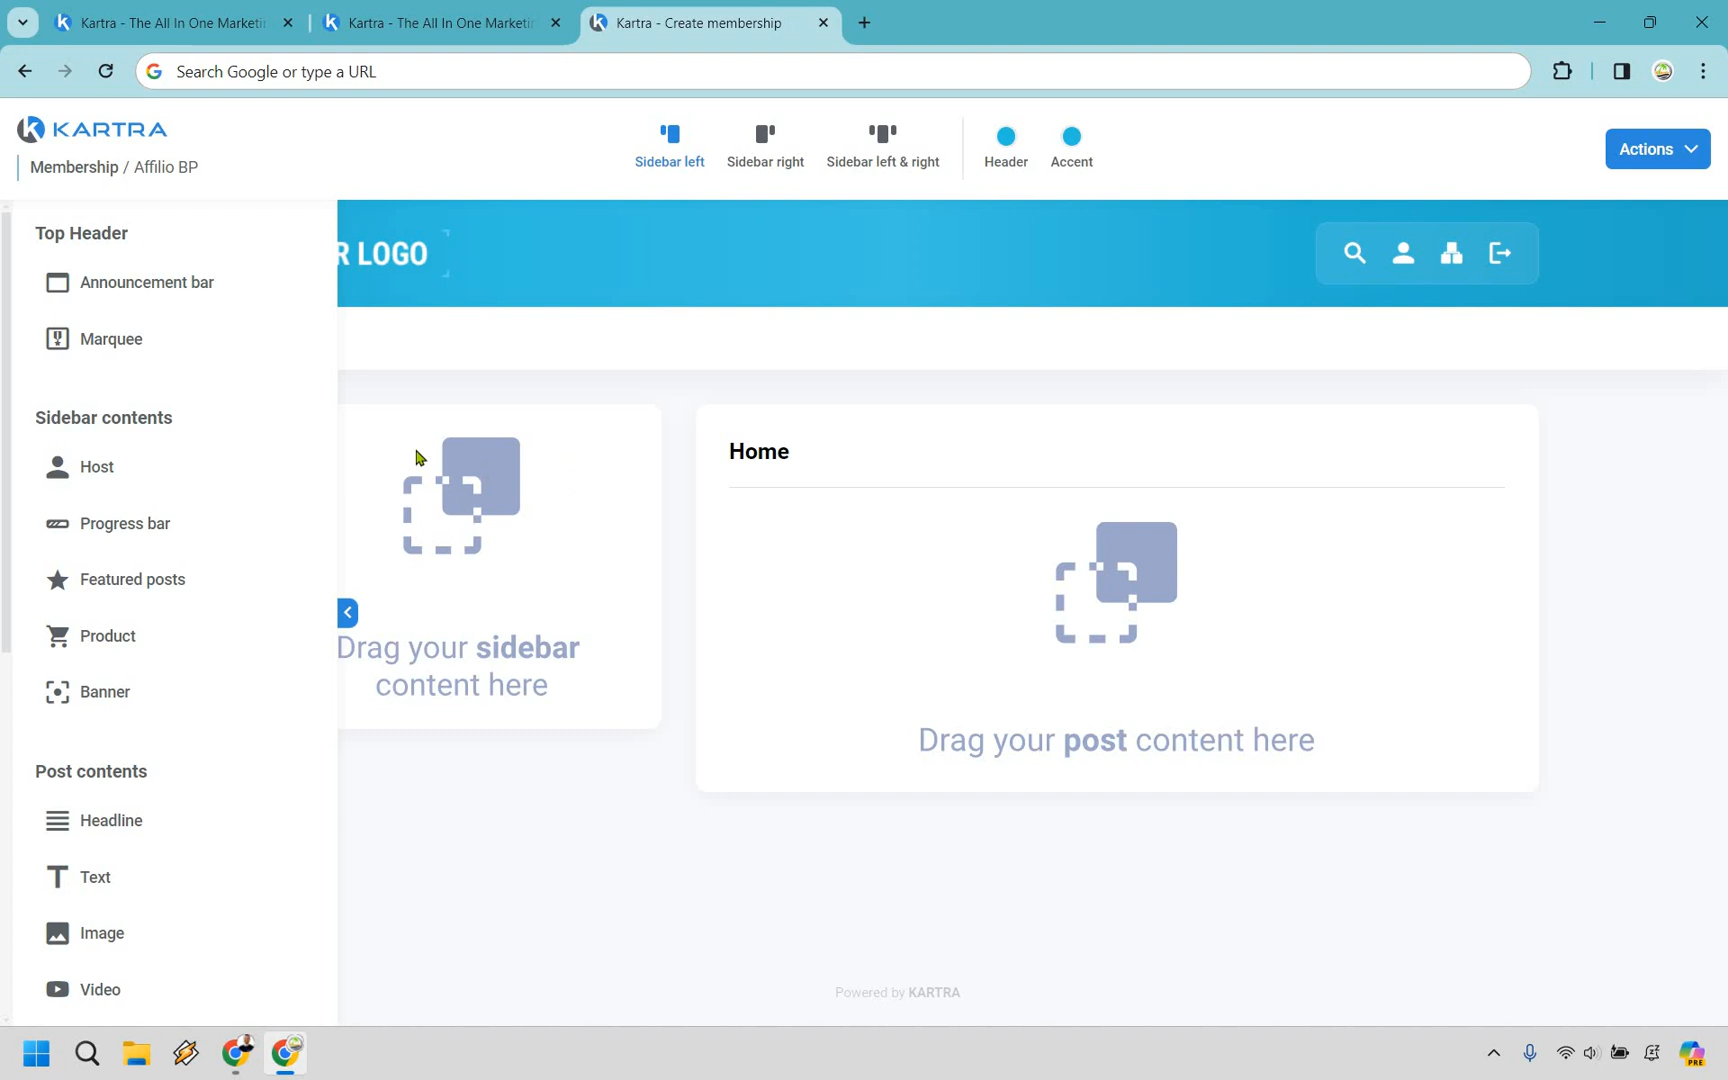 Kartra - The All In One Marketin
Kartra - The All In One Marketin
Kartra - Create membership
Search Google or type a URL
KARTRA
Membership / Affilio BP
Sidebar left
Sidebar right
Sidebar left & right
Header
Accent
Actions
Top Header
Announcement bar
Marquee
Sidebar contents
Host
Progress bar
Featured posts
Product
Banner
Post contents
Headline
Text
Image
Video
R LOGO
Drag your sidebar
content here
Home
Drag your post content here
Powered by KARTRA
PRE